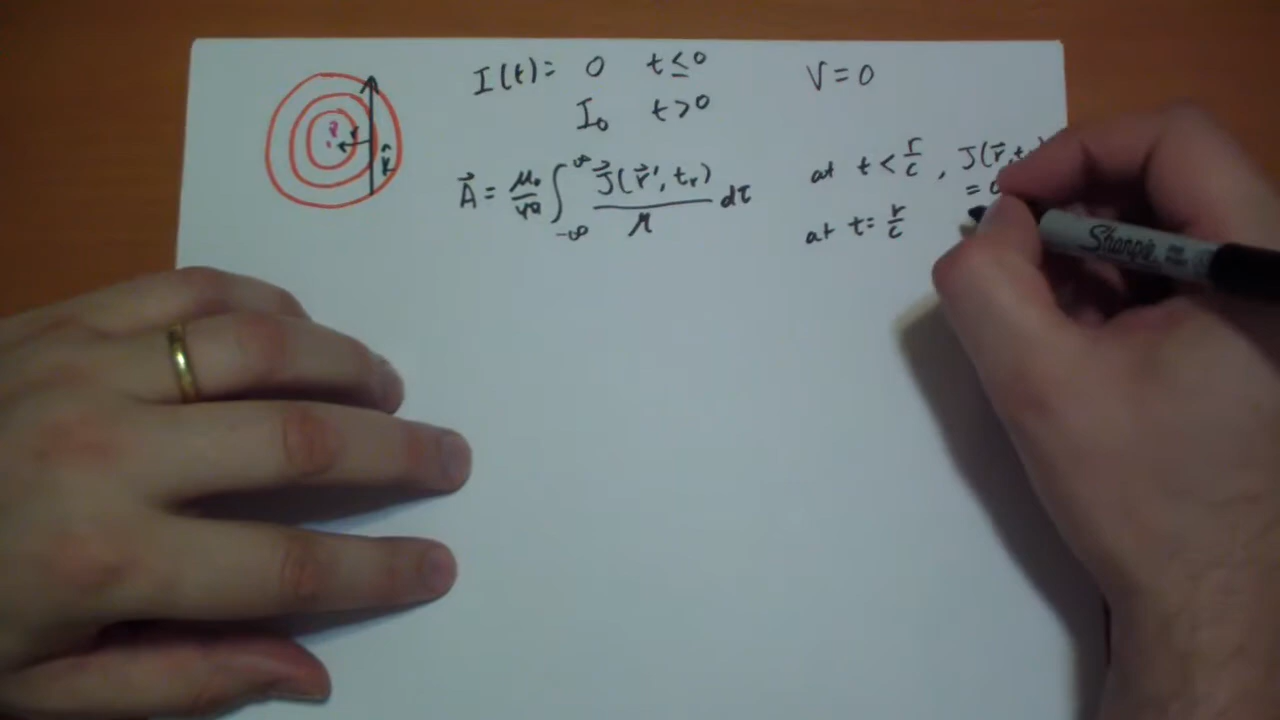 I(t) = 0 t ≤ 0
I₀ t > 0
V = 0
P r
k̂
A⃗ = μ₀/4π ∫_{-∞}^{∞} J⃗(r⃗', tᵣ)/r dτ
at t < r/c , J(r⃗, t
= 0
at t = r/c
Sharpie